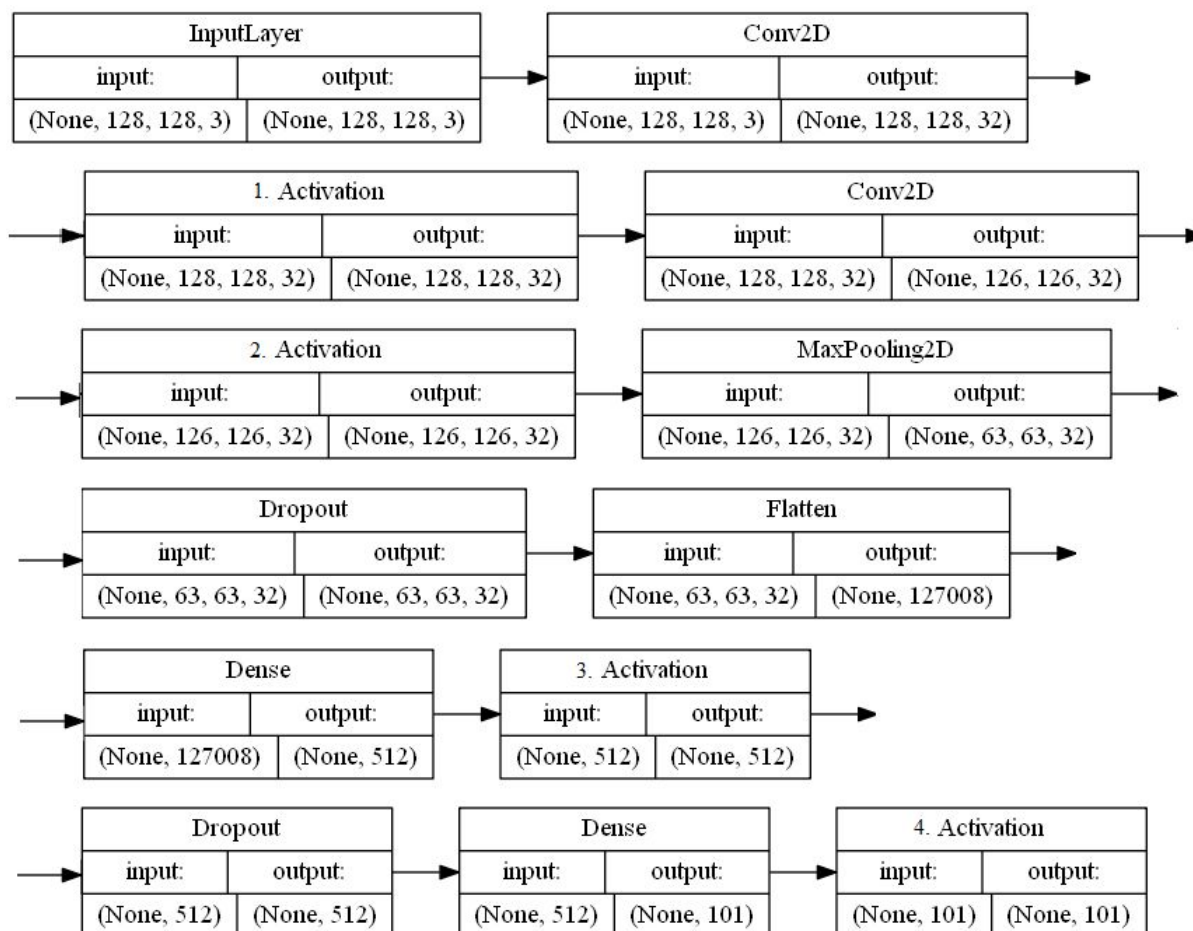 InputLayer Conv2D
input: output: input: output:
(None, 128, 128, 3) (None, 128, 128, 3) (None, 128, 128, 3) (None, 128, 128, 32)
1. Activation Conv2D
input: output: input: output:
(None, 128, 128, 32) (None, 128, 128, 32) (None, 128, 128, 32) (None, 126, 126, 32)
2. Activation MaxPooling2D
input: output: input: output:
(None, 126, 126, 32) (None, 126, 126, 32) (None, 126, 126, 32) (None, 63, 63, 32)
Dropout Flatten
input: output: input: output:
(None, 63, 63, 32) (None, 63, 63, 32) (None, 63, 63, 32) (None, 127008)
Dense 3. Activation
input: output: input: output:
(None, 127008) (None, 512) (None, 512) (None, 512)
Dropout Dense 4. Activation
input: output: input: output: input: output:
(None, 512) (None, 512) (None, 512) (None, 101) (None, 101) (None, 101)